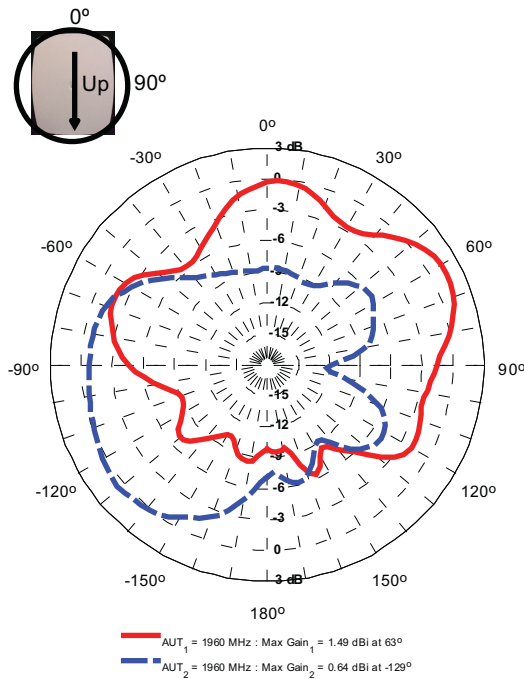 0º
Up
90º
0º
3 dB
-30º
30º
0
-3
-60º
60º
-6
-12
-15
-90º
90º
-15
-12
-9
-120º
120º
-6
-3
0
-150º
150º
3 dB
180º
AUT1 = 1960 MHz : Max Gain1 = 1.49 dBi at 63º
AUT2 = 1960 MHz : Max Gain2 = 0.64 dBi at -129º